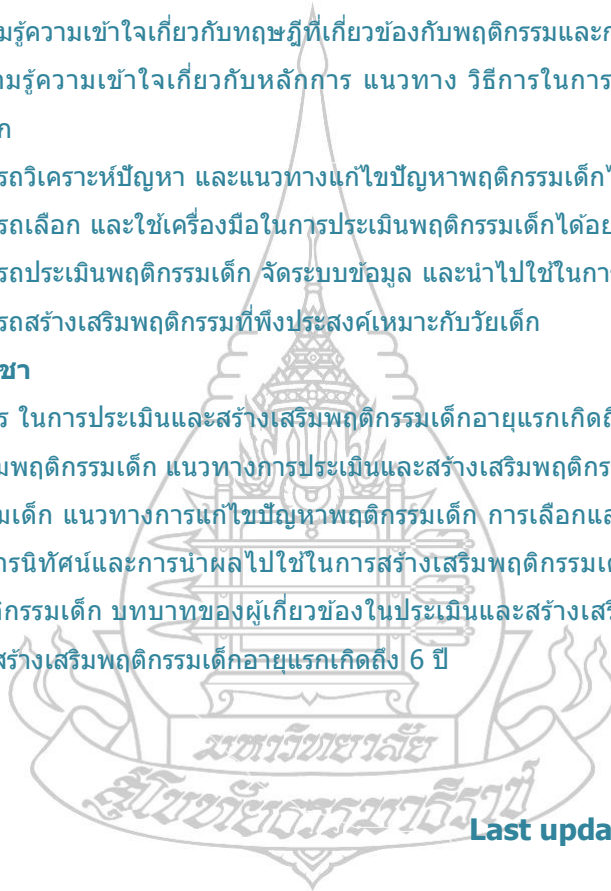 มรู้ความเข้าใจเกี่ยวกับทฤษฎีที่เกี่ยวข้องกับพฤติกรรมและก
ามรู้ความเข้าใจเกี่ยวกับหลักการ แนวทาง วิธีการในการ
ก
รถวิเคราะห์ปัญหา และแนวทางแก้ไขปัญหาพฤติกรรมเด็กไ
รถเลือก และใช้เครื่องมือในการประเมินพฤติกรรมเด็กได้อย
รถประเมินพฤติกรรมเด็ก จัดระบบข้อมูล และนำไปใช้ในกา
รถสร้างเสริมพฤติกรรมที่พึงประสงค์เหมาะกับวัยเด็ก
ชา
ร ในการประเมินและสร้างเสริมพฤติกรรมเด็กอายุแรกเกิดถึ
มพฤติกรรมเด็ก แนวทางการประเมินและสร้างเสริมพฤติกร
มเด็ก แนวทางการแก้ไขปัญหาพฤติกรรมเด็ก การเลือกแล
ารนิทัศน์และการนำผลไปใช้ในการสร้างเสริมพฤติกรรมเด
ติกรรมเด็ก บทบาทของผู้เกี่ยวข้องในประเมินและสร้างเสริ
สร้างเสริมพฤติกรรมเด็กอายุแรกเกิดถึง 6 ปี
มหาวิทยาลัย
สุโขทัยธรรมาธิราช
Last upda